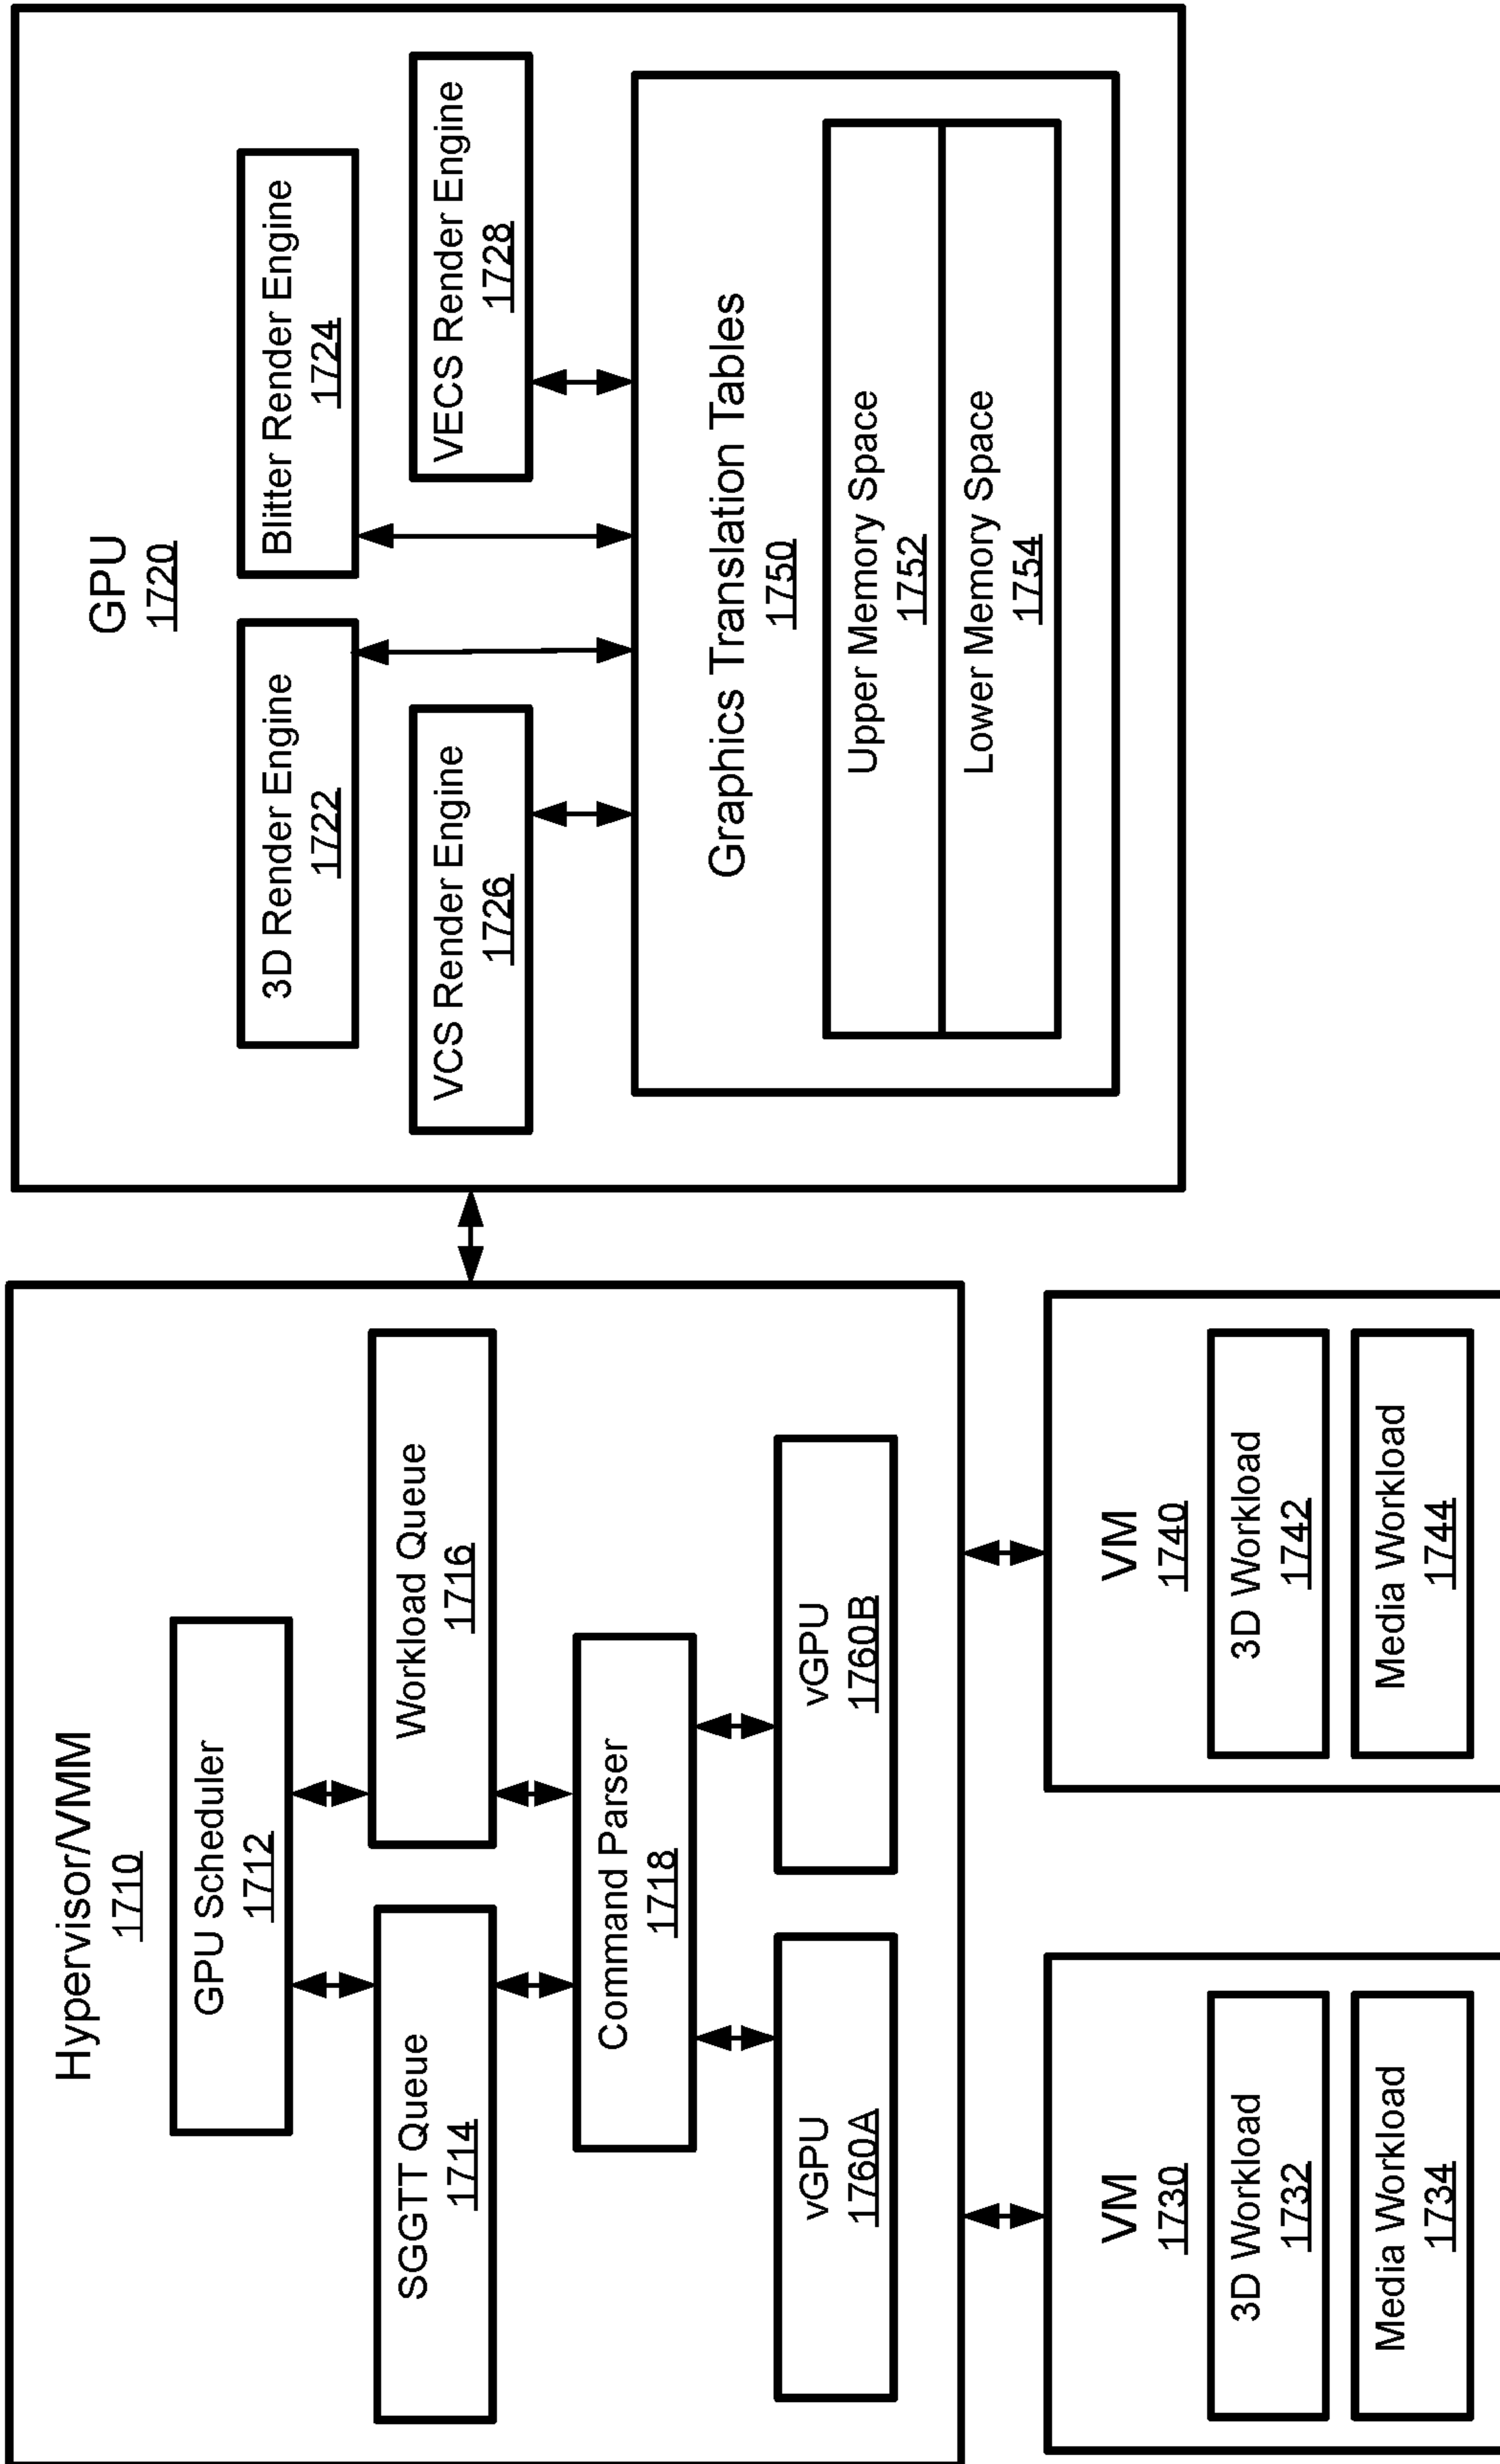 Hypervisor/VMM
1710
GPU Scheduler
1712
SGGTT Queue
1714
Workload Queue
1716
Command Parser
1718
vGPU
1760A
vGPU
1760B
VM
1730
3D Workload
1732
Media Workload
1734
VM
1740
3D Workload
1742
Media Workload
1744
GPU
1720
3D Render Engine
1722
Blitter Render Engine
1724
VCS Render Engine
1726
VECS Render Engine
1728
Graphics Translation Tables
1750
Upper Memory Space
1752
Lower Memory Space
1754